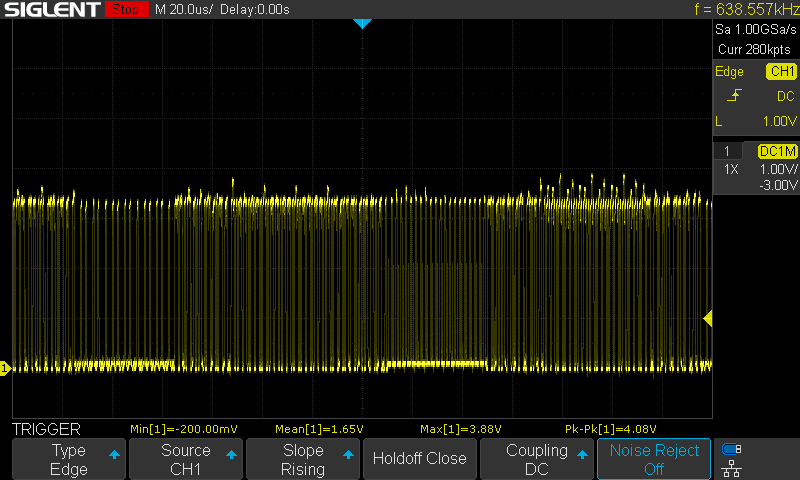 SIGLENT Stop M 20.0us/ Delay:0.00s f = 638.557kHz
Sa 1.00GSa/s
Curr 280kpts
Edge CH1
DC
L 1.00V
1 DC1M
1X 1.00V/
-3.00V
1
TRIGGER Min[1]=-200.00mV Mean[1]=1.65V Max[1]=3.88V Pk-Pk[1]=4.08V
Type Source Slope Holdoff Close Coupling Noise Reject
Edge CH1 Rising DC Off